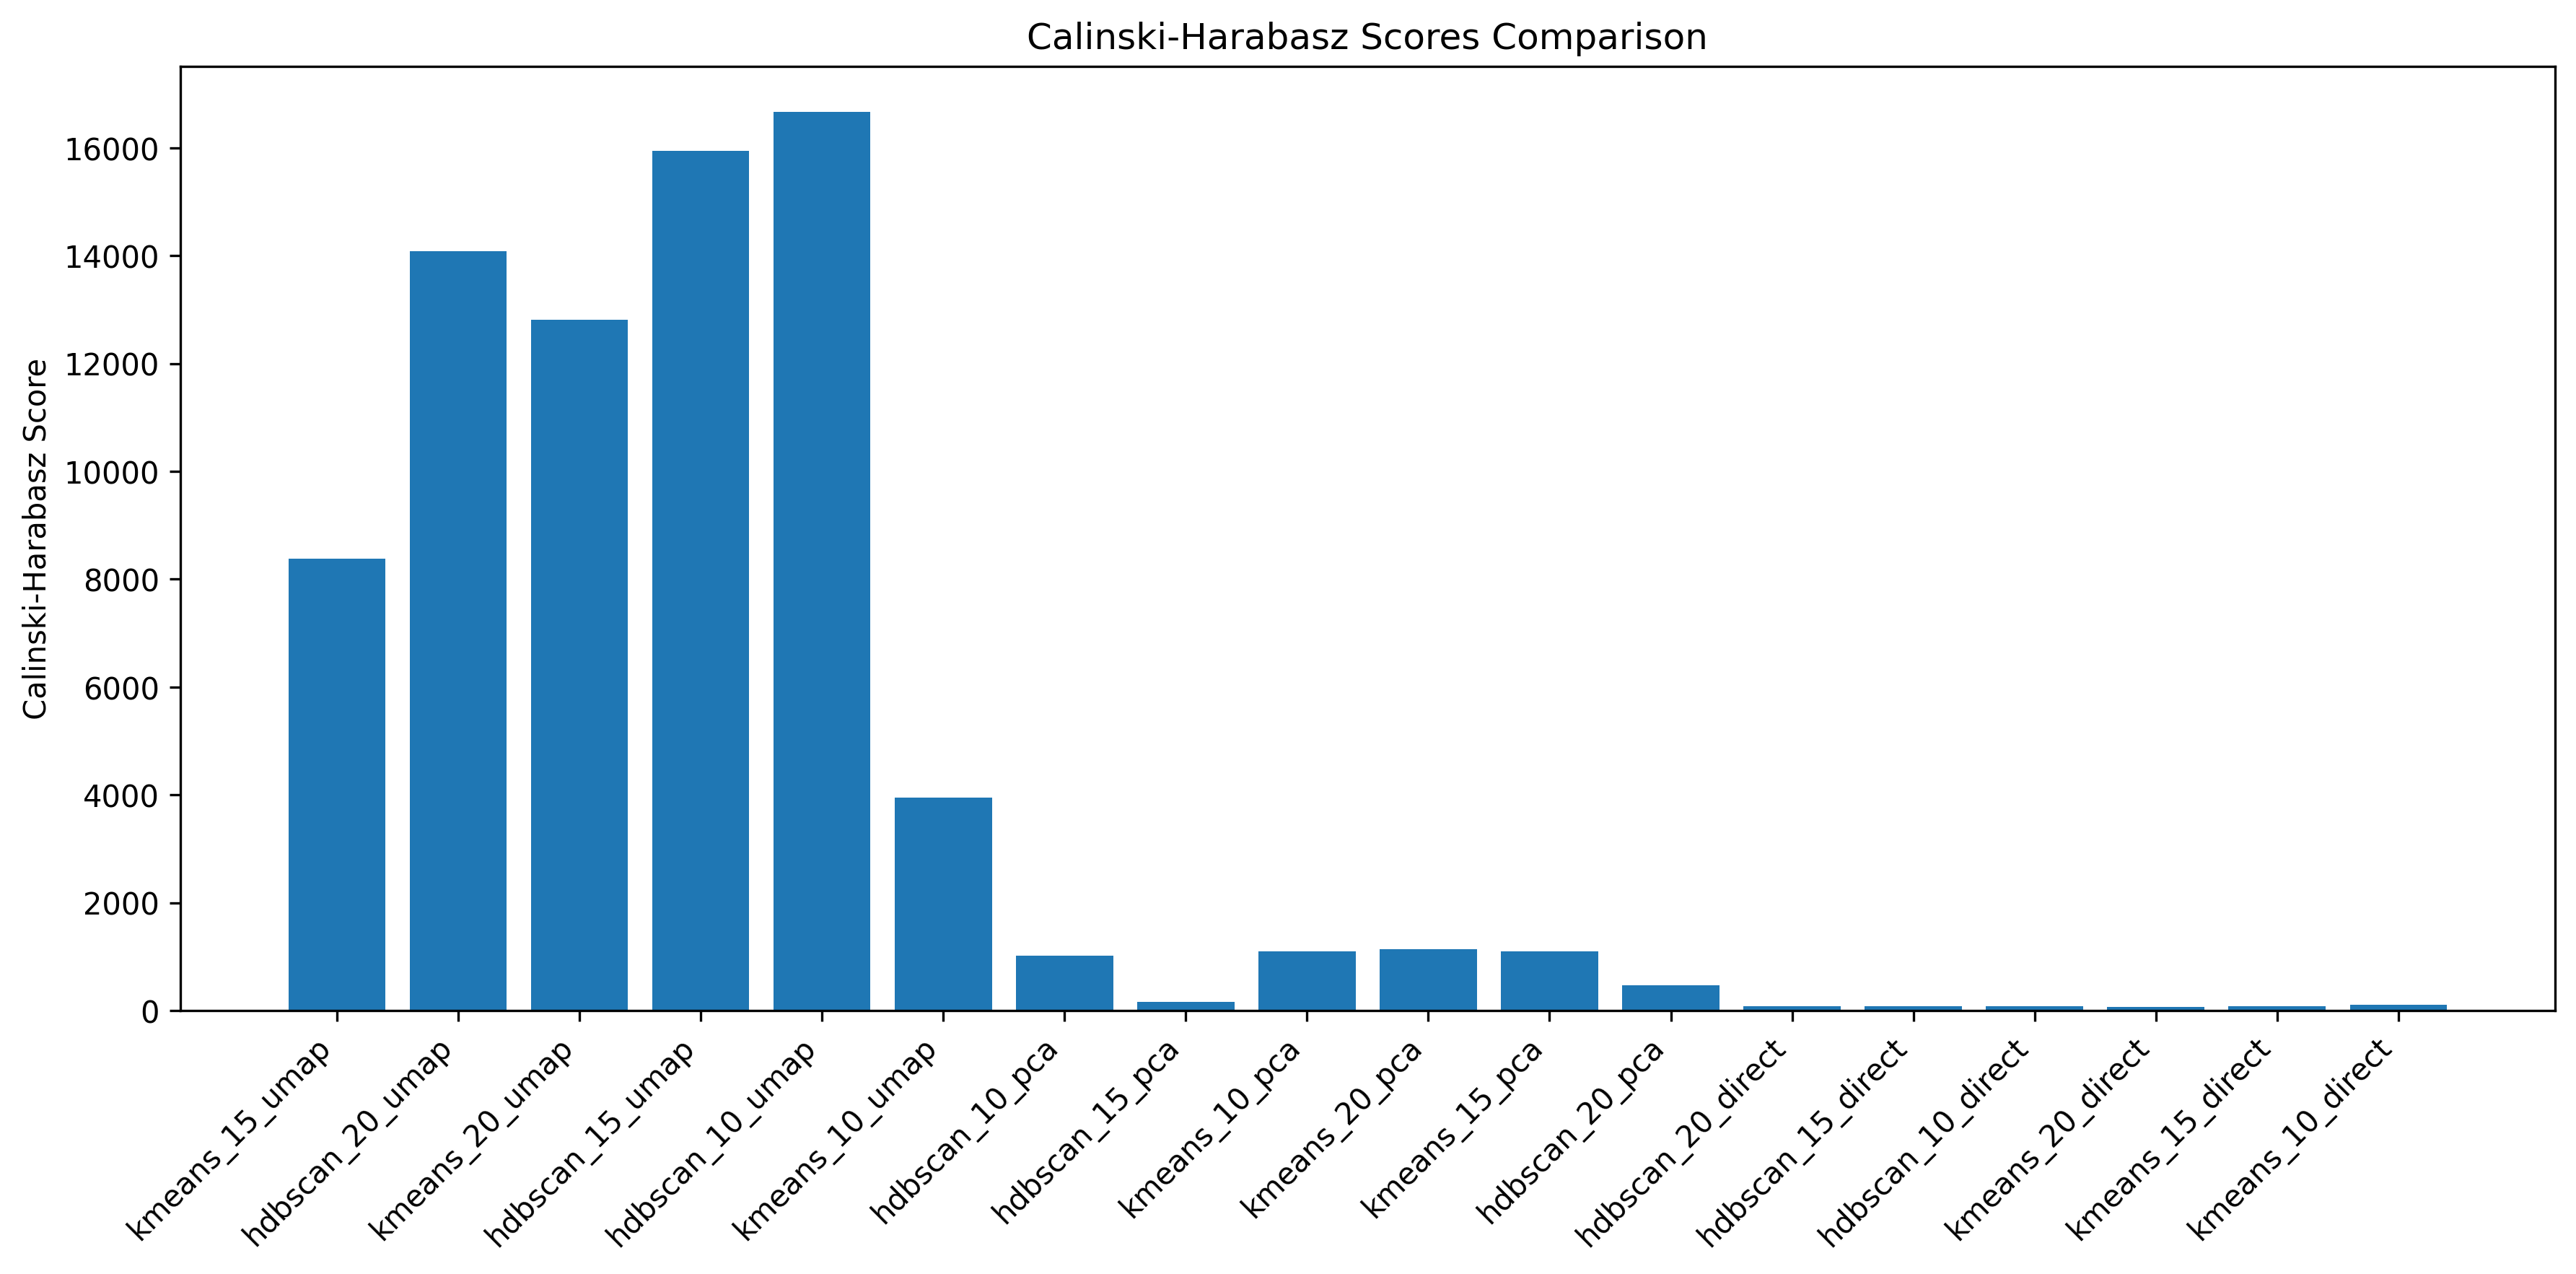 Calinski-Harabasz Scores Comparison
Calinski-Harabasz Score
16000
14000
12000
10000
8000
6000
4000
2000
0
kmeans_15_umap
hdbscan_20_umap
kmeans_20_umap
hdbscan_15_umap
hdbscan_10_umap
kmeans_10_umap
hdbscan_10_pca
hdbscan_15_pca
kmeans_10_pca
kmeans_20_pca
kmeans_15_pca
hdbscan_20_pca
hdbscan_20_direct
hdbscan_15_direct
hdbscan_10_direct
kmeans_20_direct
kmeans_15_direct
kmeans_10_direct